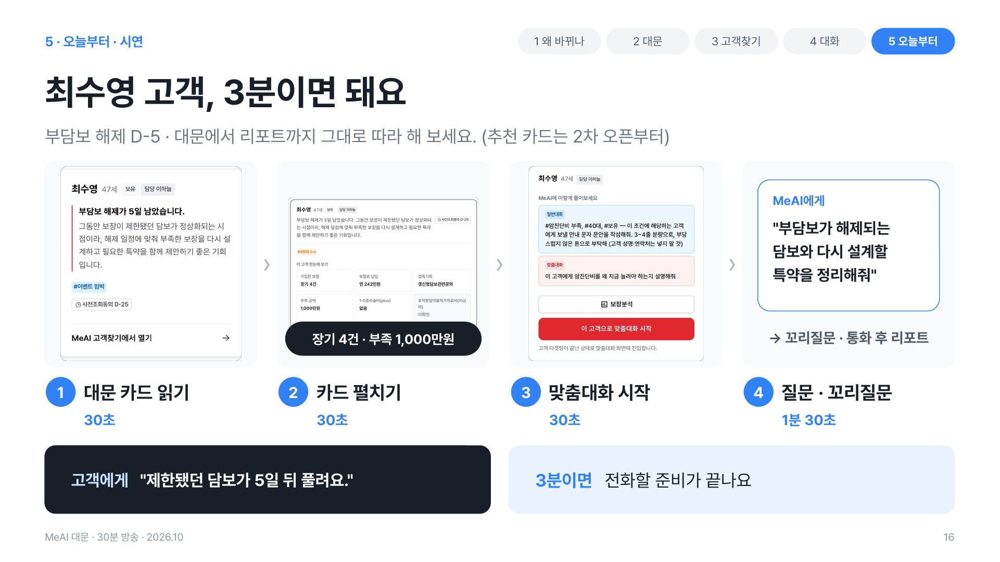 5 · 오늘부터 · 시연
1 왜 바뀌나
2 대문
3 고객찾기
4 대화
5 오늘부터
최수영 고객, 3분이면 돼요
부담보 해제 D-5 · 대문에서 리포트까지 그대로 따라 해 보세요. (추천 카드는 2차 오픈부터)
최수영 47세 보유 담당 이하늘
부담보 해제가 5일 남았습니다.
그동안 보장이 제한됐던 담보가 정상화되는 시
점이라, 해제 일정에 맞춰 부족한 보장을 다시 설
계하고 필요한 특약을 함께 제안하기 좋은 기회
입니다.
#이벤트 임박
사전조회동의 D-25
MeAI 고객찾기에서 열기 →
›
최수영 47세 보유 담당 이하늘
부담보 해제가 5일 남았습니다. 그동안 보장이 제한됐던 담보가 정상화되
는 시점이라, 해제 일정에 맞춰 부족한 보장을 다시 설계하고 필요한 특약
을 함께 제안하기 좋은 기회입니다.
사전조회동의 D-25
#상령일 D-n
이 고객 한눈에 보기
가입한 보험
장기 4건
보험료 납입
연 242만원
접촉기회
갱신형담보관련문의
부족 금액
1,000만원
1-5종수술비(plus)
없음
표적항암약물허가치료비(비급
여)
미확인
장기 4건 · 부족 1,000만원
›
최수영 47세 담당 이하늘
MeAI에 이렇게 물어보세요
일반대화
#암진단비 부족, #40대, #보유 — 이 조건에 해당하는 고객
에게 보낼 안내 문자 문안을 작성해줘. 3~4줄 분량으로, 부담
스럽지 않은 톤으로 부탁해 (고객 성명·연락처는 넣지 말 것)
맞춤대화
이 고객에게 암진단비를 왜 지금 늘려야 하는지 설명해줘
보장분석
이 고객으로 맞춤대화 시작
고객 타겟팅이 끝난 상태로 맞춤대화 화면에 진입합니다.
›
MeAI에게
"부담보가 해제되는
담보와 다시 설계할
특약을 정리해줘"
→ 꼬리질문 · 통화 후 리포트
1 대문 카드 읽기
30초
2 카드 펼치기
30초
3 맞춤대화 시작
30초
4 질문 · 꼬리질문
1분 30초
고객에게 "제한됐던 담보가 5일 뒤 풀려요."
3분이면 전화할 준비가 끝나요
MeAI 대문 · 30분 방송 · 2026.10
16